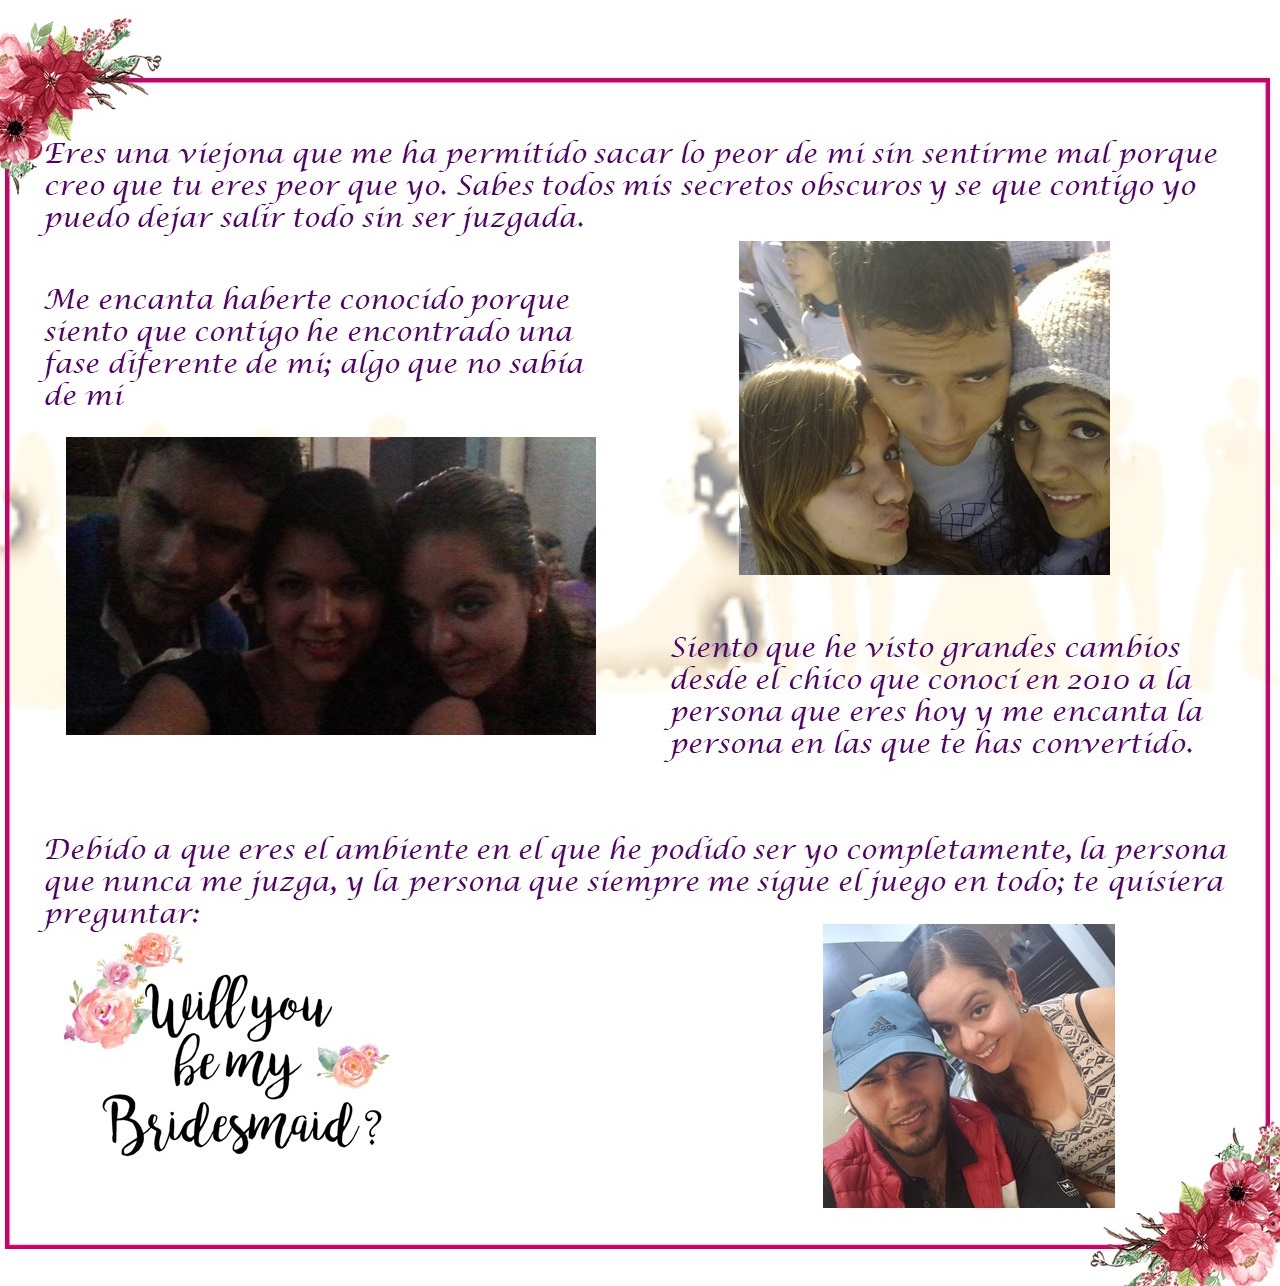 Eres una viejona que me ha permitido sacar lo peor de mi sin sentirme mal porque
creo que tu eres peor que yo. Sabes todos mis secretos obscuros y se que contigo yo
puedo dejar salir todo sin ser juzgada.
Me encanta haberte conocido porque
siento que contigo he encontrado una
fase diferente de mi; algo que no sabía
de mi
Siento que he visto grandes cambios
desde el chico que conocí en 2010 a la
persona que eres hoy y me encanta la
persona en las que te has convertido.
Debido a que eres el ambiente en el que he podido ser yo completamente, la persona
que nunca me juzga, y la persona que siempre me sigue el juego en todo; te quisiera
preguntar:
Will you
be my
Bridesmaid?
adidas